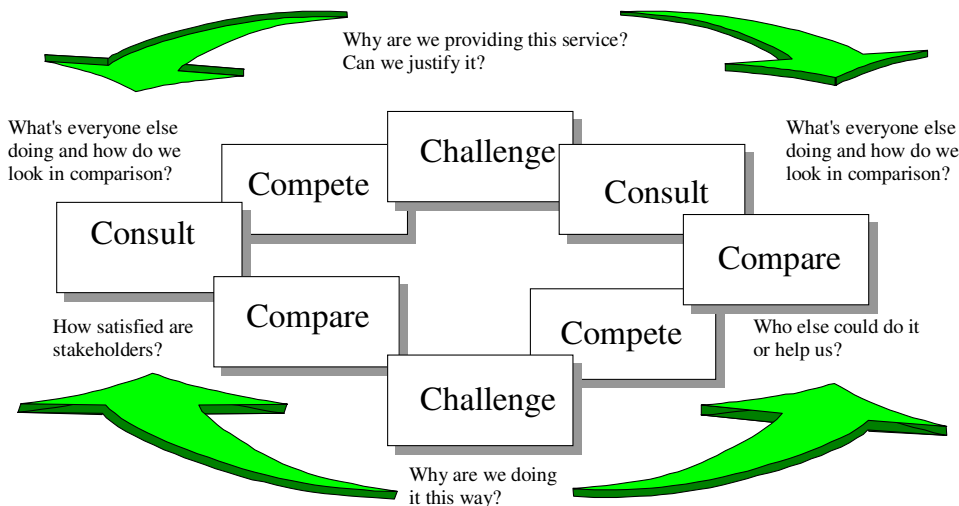 Why are we providing this service?
Can we justify it?
What's everyone else
doing and how do we
look in comparison?
What's everyone else
doing and how do we
look in comparison?
Challenge
Compete
Consult
Consult
Compare
Compare
Compete
Challenge
How satisfied are
stakeholders?
Who else could do it
or help us?
Why are we doing
it this way?